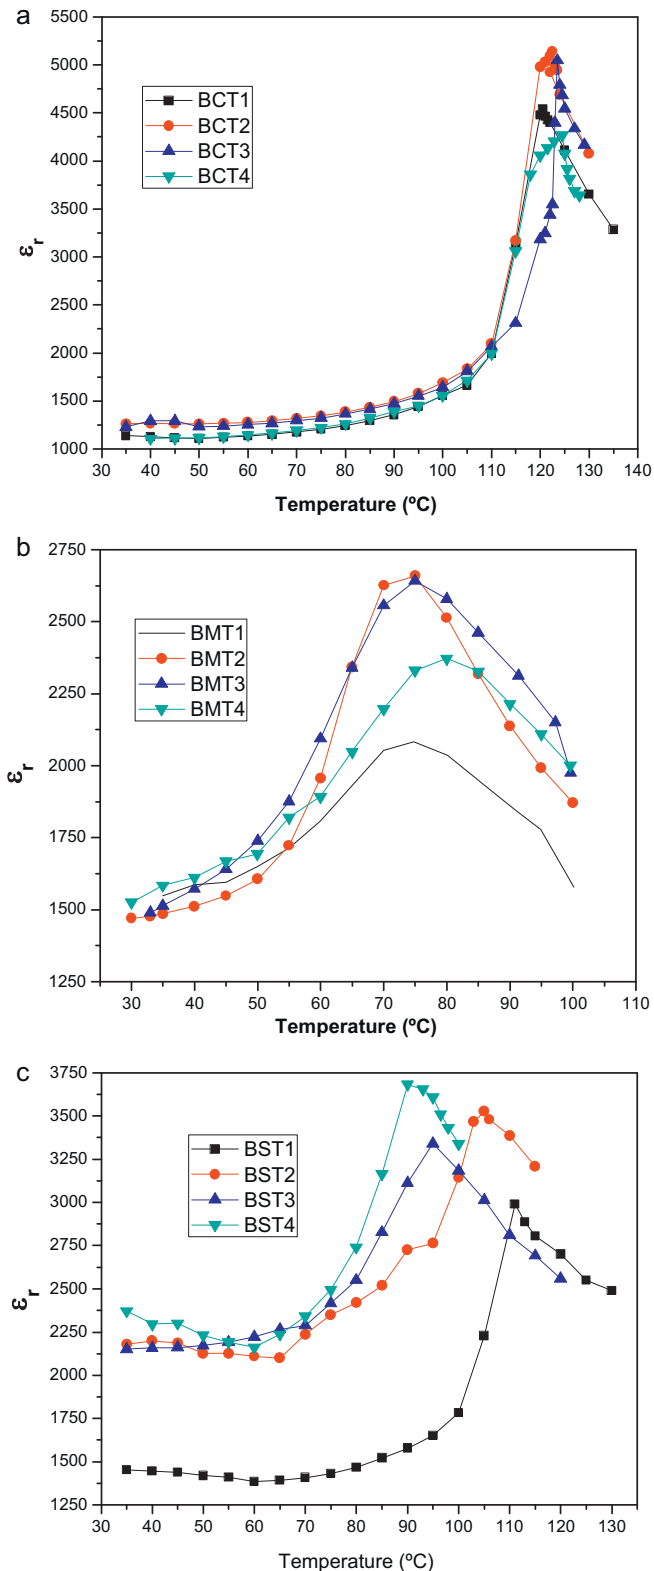 a
5500
5000
4500
4000
3500
3000
2500
2000
1500
1000
εr
BCT1
BCT2
BCT3
BCT4
30 40 50 60 70 80 90 100 110 120 130 140
Temperature (ºC)
b
2750
2500
2250
2000
1750
1500
1250
εr
BMT1
BMT2
BMT3
BMT4
30 40 50 60 70 80 90 100 110
Temperature (ºC)
c
3750
3500
3250
3000
2750
2500
2250
2000
1750
1500
1250
εr
BST1
BST2
BST3
BST4
30 40 50 60 70 80 90 100 110 120 130
Temperature (ºC)